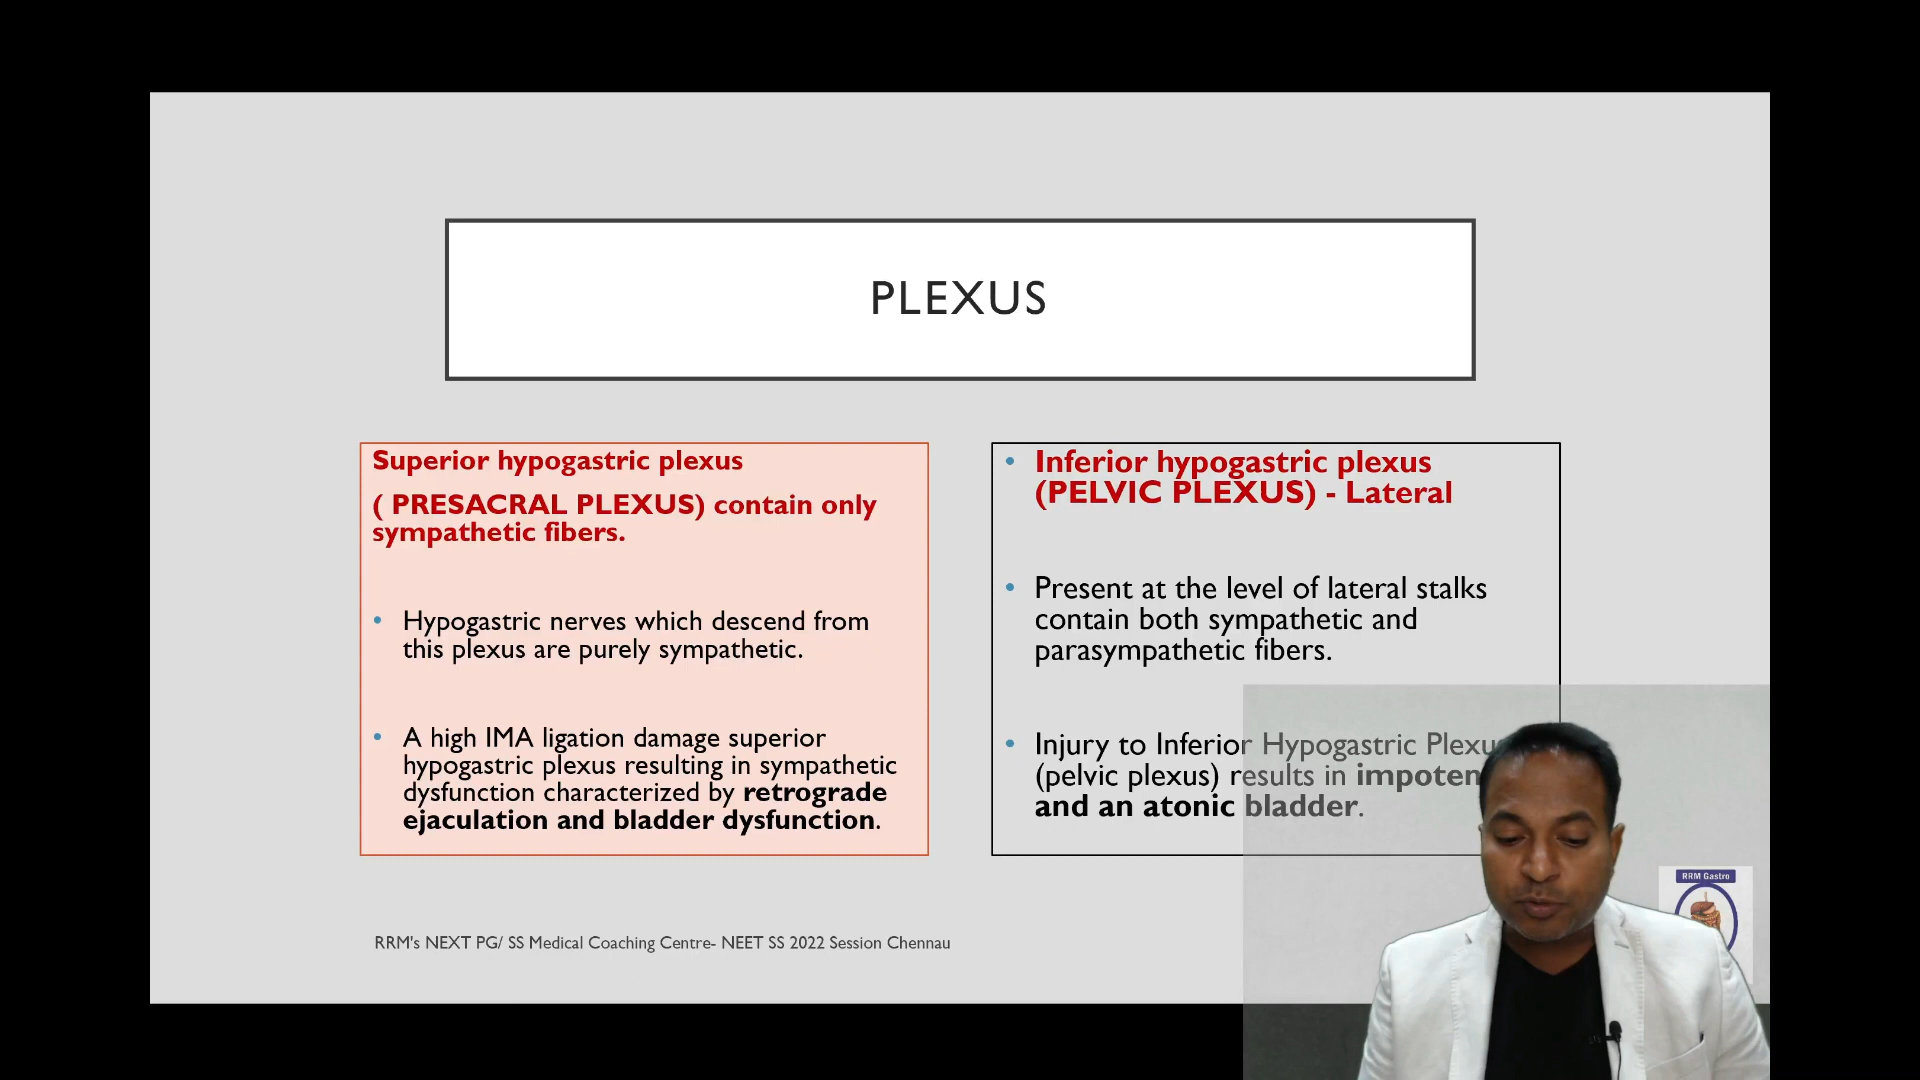 PLEXUS
Superior hypogastric plexus
( PRESACRAL PLEXUS) contain only
sympathetic fibers.
• Hypogastric nerves which descend from
this plexus are purely sympathetic.
• A high IMA ligation damage superior
hypogastric plexus resulting in sympathetic
dysfunction characterized by retrograde
ejaculation and bladder dysfunction.
• Inferior hypogastric plexus
(PELVIC PLEXUS) - Lateral
• Present at the level of lateral stalks
contain both sympathetic and
parasympathetic fibers.
• Injury to Inferior Hypogastric
(pelvic plexus) results in
and an atonic bladder.
RRM's NEXT PG/ SS Medical Coaching Centre- NEET SS 2022 Session Chennau
RRM Gastro